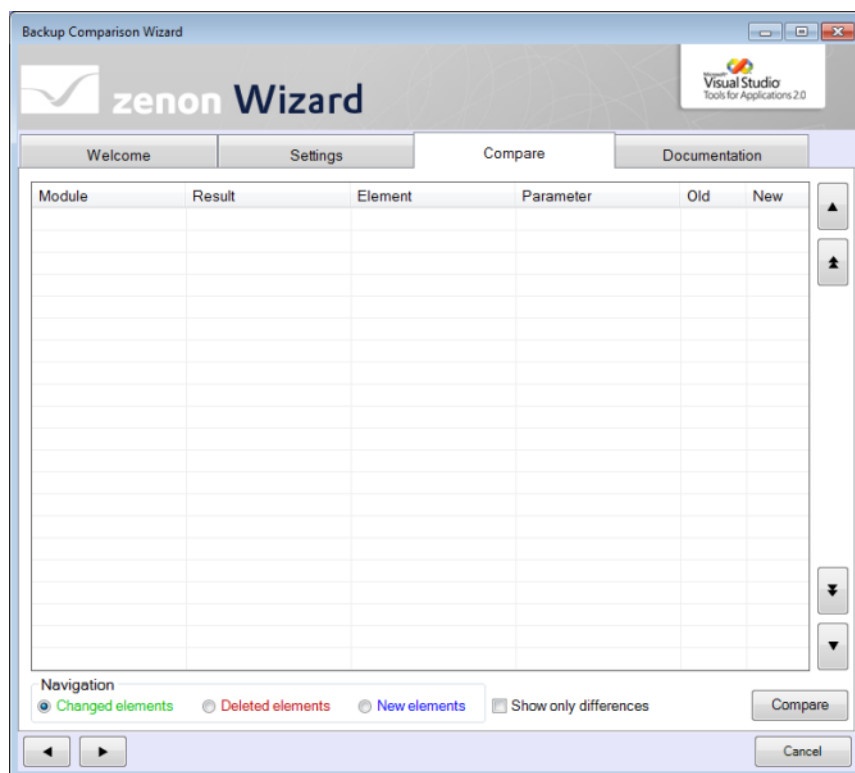 Backup Comparison Wizard
zenon Wizard
Microsoft
Visual Studio
Tools for Applications 2.0
Welcome Settings Compare Documentation
Module Result Element Parameter Old New
Navigation
Changed elements Deleted elements New elements Show only differences Compare
Cancel